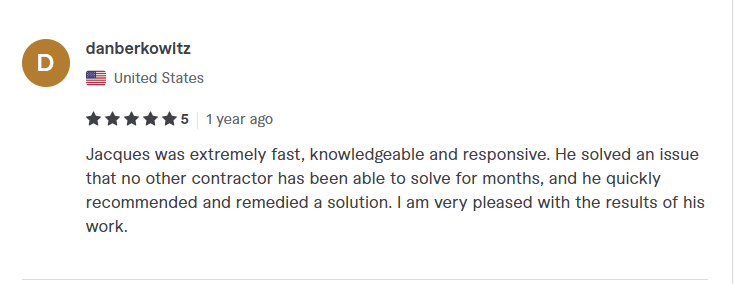 D
danberkowitz
United States
5 | 1 year ago
Jacques was extremely fast, knowledgeable and responsive. He solved an issue
that no other contractor has been able to solve for months, and he quickly
recommended and remedied a solution. I am very pleased with the results of his
work.